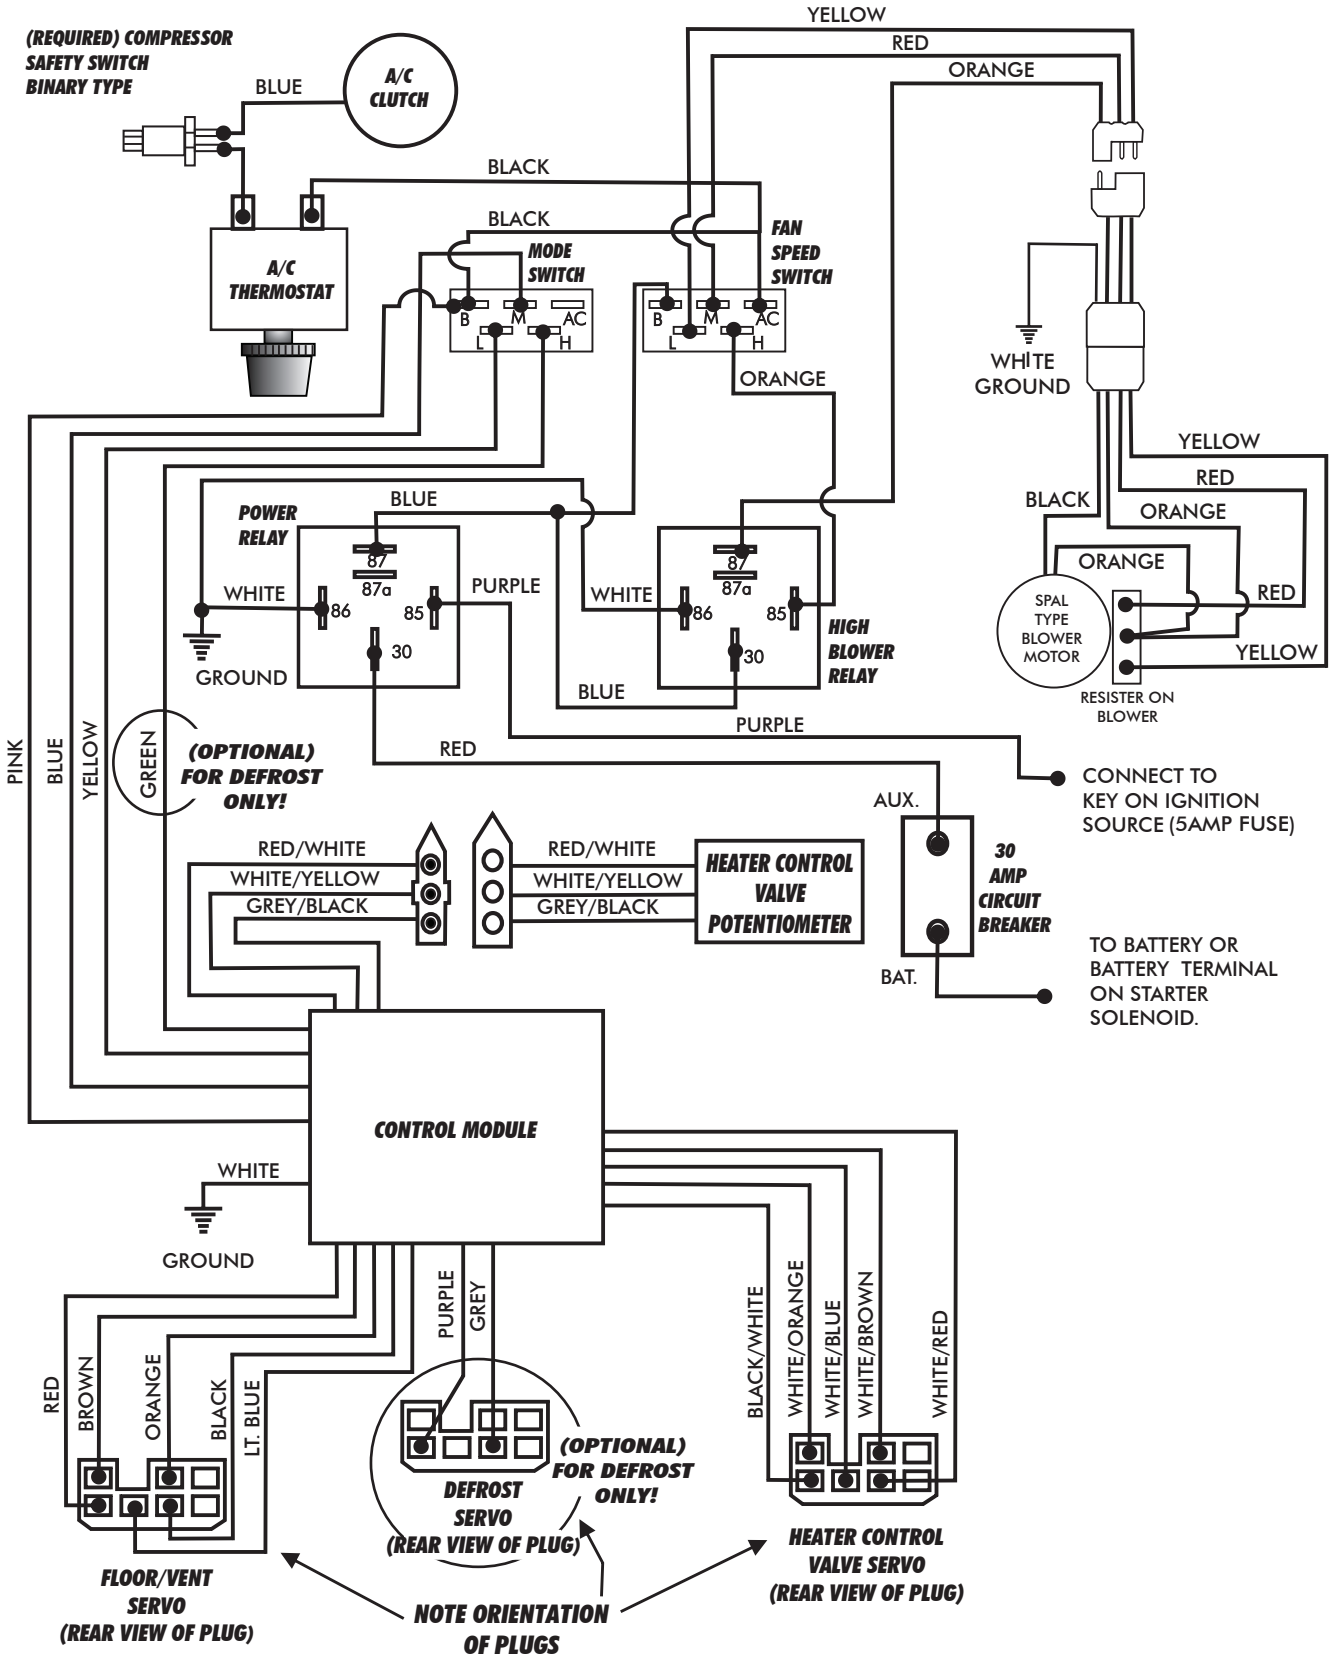 YELLOW
RED
ORANGE
(REQUIRED) COMPRESSOR
SAFETY SWITCH
BINARY TYPE
BLUE
A/C
CLUTCH
BLACK
BLACK
MODE
SWITCH
FAN
SPEED
SWITCH
A/C
THERMOSTAT
B
M
AC
L
H
B
M
AC
L
H
ORANGE
WHITE
GROUND
YELLOW
RED
BLACK
ORANGE
ORANGE
RED
YELLOW
SPAL
TYPE
BLOWER
MOTOR
RESISTER ON
BLOWER
BLUE
POWER
RELAY
87
87a
86
85
30
WHITE
GROUND
PURPLE
WHITE
87
87a
86
85
30
HIGH
BLOWER
RELAY
BLUE
PURPLE
RED
CONNECT TO
KEY ON IGNITION
SOURCE (5AMP FUSE)
PINK
BLUE
YELLOW
GREEN
(OPTIONAL)
FOR DEFROST
ONLY!
AUX.
30
AMP
CIRCUIT
BREAKER
BAT.
TO BATTERY OR
BATTERY TERMINAL
ON STARTER
SOLENOID.
RED/WHITE
WHITE/YELLOW
GREY/BLACK
RED/WHITE
WHITE/YELLOW
GREY/BLACK
HEATER CONTROL
VALVE
POTENTIOMETER
CONTROL MODULE
WHITE
GROUND
RED
BROWN
ORANGE
BLACK
LT. BLUE
PURPLE
GREY
BLACK/WHITE
WHITE/ORANGE
WHITE/BLUE
WHITE/BROWN
WHITE/RED
(OPTIONAL)
FOR DEFROST
ONLY!
DEFROST
SERVO
(REAR VIEW OF PLUG)
HEATER CONTROL
VALVE SERVO
(REAR VIEW OF PLUG)
FLOOR/VENT
SERVO
(REAR VIEW OF PLUG)
NOTE ORIENTATION
OF PLUGS